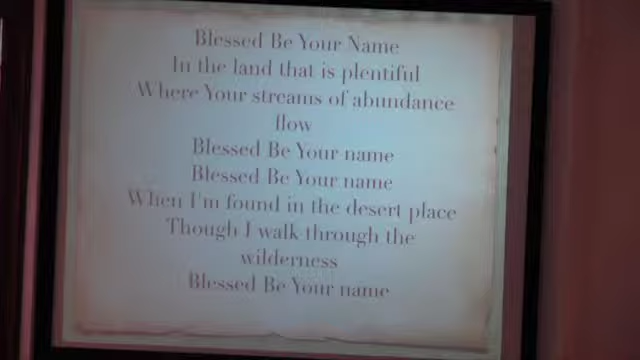 Blessed Be Your Name
In the land that is plentiful
Where Your streams of abundance
flow
Blessed Be Your name
Blessed Be Your name
When I'm found in the desert place
Though I walk through the
wilderness
Blessed Be Your name